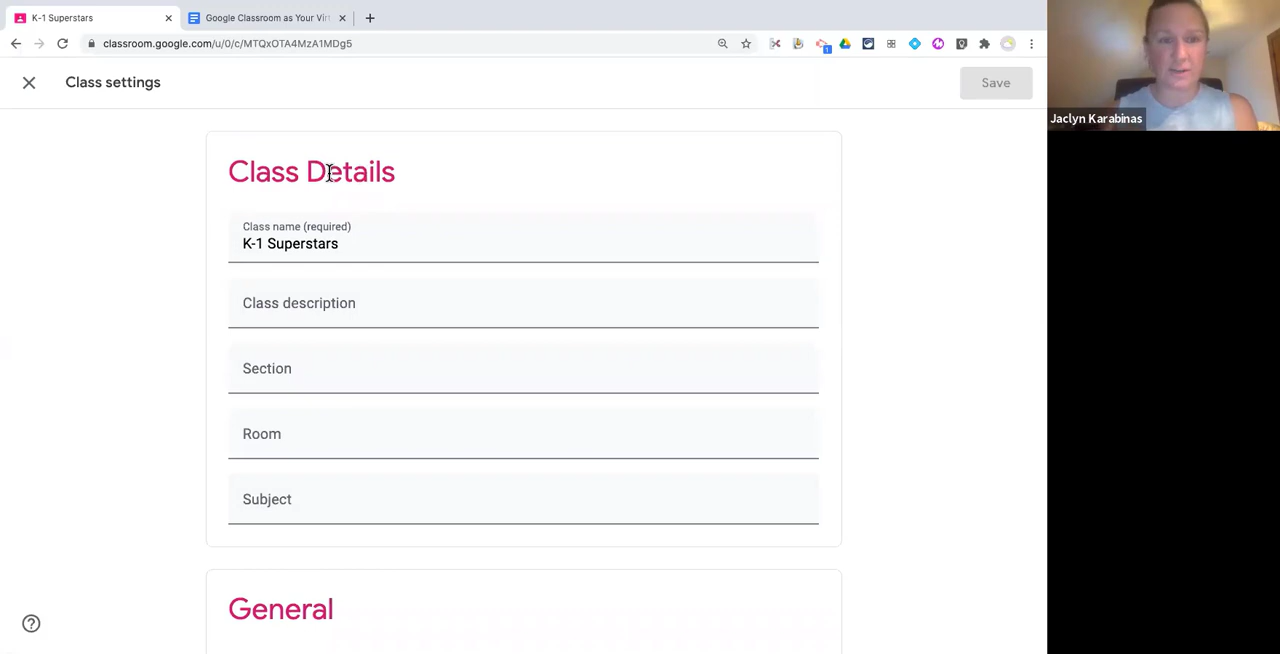 K-1 Superstars
Google Classroom as Your Virt
classroom.google.com/u/0/c/MTQxOTA4MzA1MDg5
1
Class settings
Save
Jaclyn Karabinas
Class Details
Class name (required)
K-1 Superstars
Class description
Section
Room
Subject
General